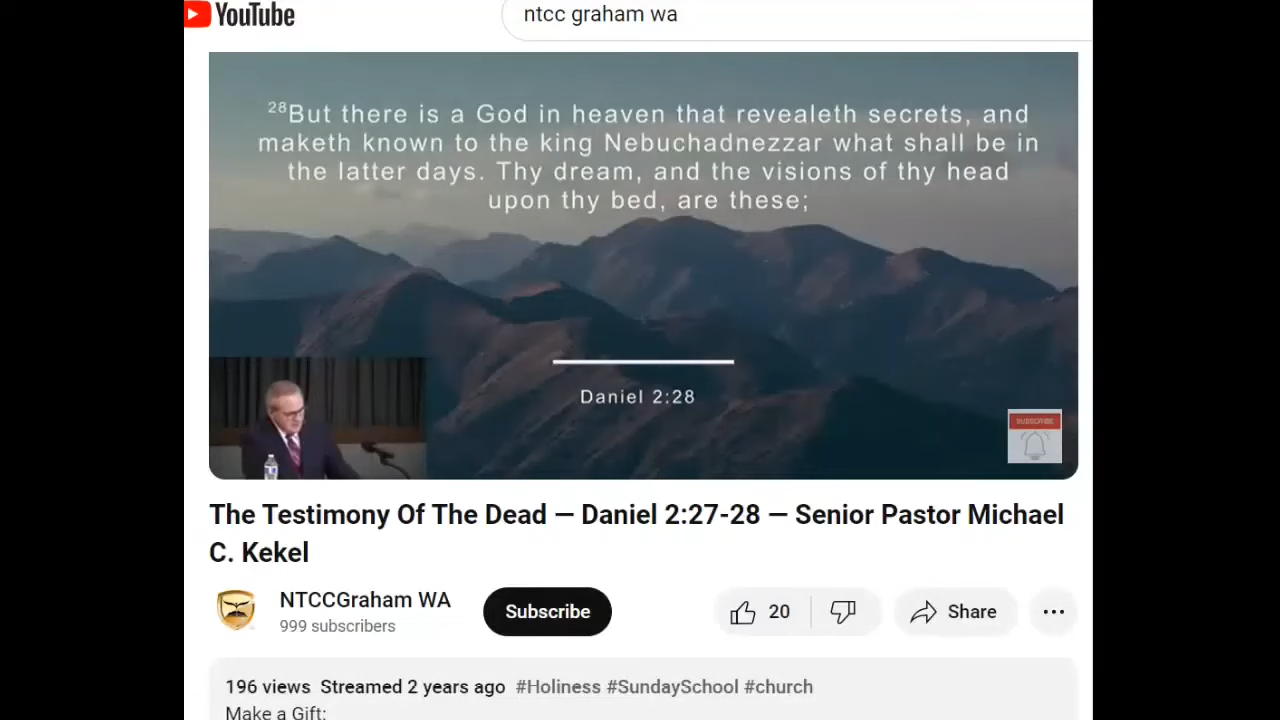 YouTube
ntcc graham wa
28But there is a God in heaven that revealeth secrets, and
maketh known to the king Nebuchadnezzar what shall be in
the latter days. Thy dream, and the visions of thy head
upon thy bed, are these;
Daniel 2:28
SUBSCRIBE
The Testimony Of The Dead — Daniel 2:27-28 — Senior Pastor Michael
C. Kekel
NTCCGraham WA
999 subscribers
Subscribe
20
Share
196 views Streamed 2 years ago #Holiness #SundaySchool #church
Make a Gift: